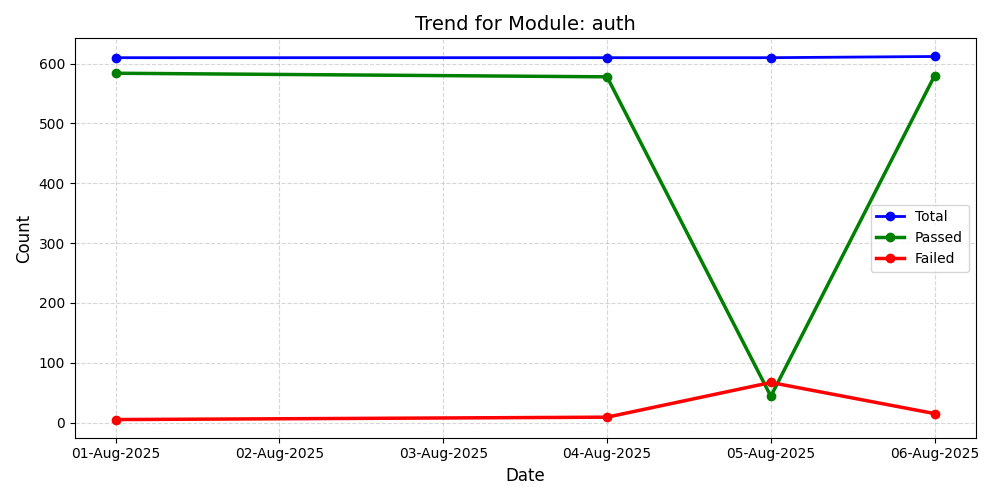 Trend for Module: auth
600
500
400
300
200
100
0
Count
Total
Passed
Failed
01-Aug-2025 02-Aug-2025 03-Aug-2025 04-Aug-2025 05-Aug-2025 06-Aug-2025
Date